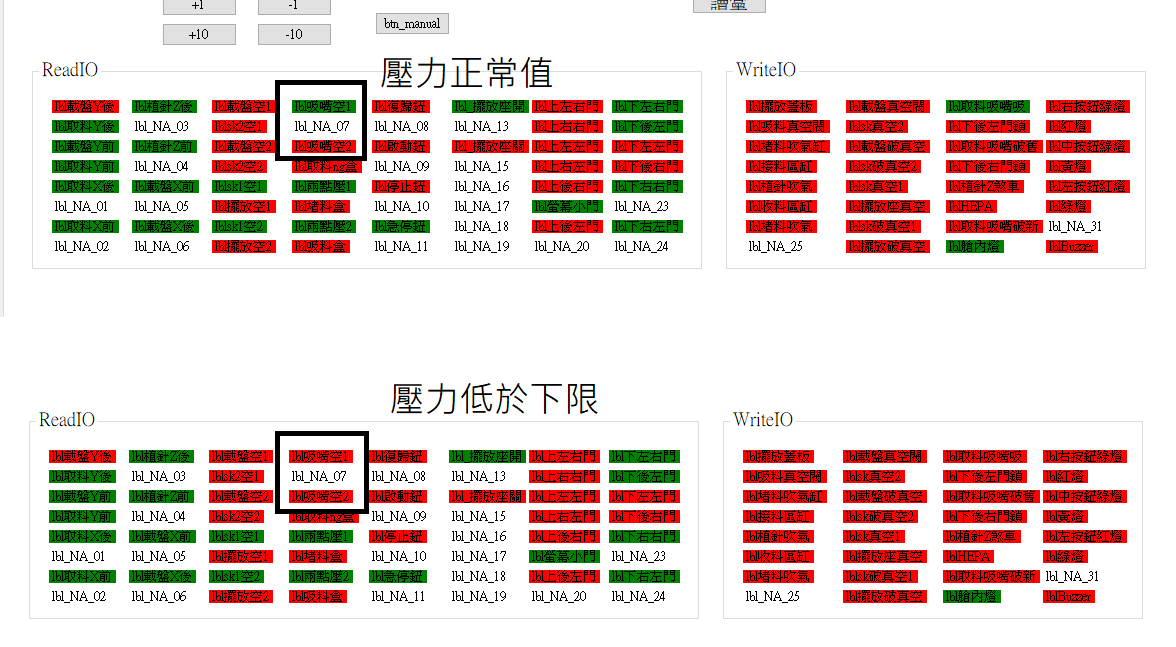 +1 -1
btn_manual
+10 -10
壓力正常值
ReadIO WriteIO
lbl載盤Y後 lbl植針Z後 lbl載盤空1 lbl吸嘴空1 lbl復歸鈕 lbl_擺放座開 lbl上左右門 lbl下左右門 lbl擺放蓋板 lbl載盤真空閥 lbl取料吸嘴吸 lbl右按鈕綠燈
lbl取料Y後 lbl_NA_03 lblsk2空1 lbl_NA_07 lbl_NA_08 lbl_NA_13 lbl上右右門 lbl下後左門 lbl吸料真空閥 lblsk真空2 lbl下後左門鎖 lbl紅燈
lbl載盤Y前 lbl植針Z前 lbl載盤空2 lbl吸嘴空2 lbl啟動鈕 lbl_擺放座關 lbl上左左門 lbl下左左門 lbl堵料吹氣缸 lbl載盤破真空 lbl取料吸嘴破舊 lbl中按鈕綠燈
lbl取料Y前 lbl_NA_04 lblsk2空2 lbl_NA_09 lbl_NA_15 lbl上右左門 lbl下後右門 lbl接料區缸 lblsk破真空2 lbl下後右門鎖 lbl黃燈
lbl取料X後 lbl載盤X前 lblsk1空1 lbl兩點壓1 lbl停止鈕 lbl_NA_16 lbl上後右門 lbl下右右門 lbl植針吹氣 lblsk真空1 lbl植針Z煞車 lbl左按鈕紅燈
lbl_NA_01 lbl_NA_05 lbl擺放空1 lbl堵料盒 lbl_NA_10 lbl_NA_17 lbl螢幕小門 lbl_NA_23 lbl收料區缸 lbl擺放座真空 lblHEPA lbl綠燈
lbl取料X前 lbl載盤X後 lblsk1空2 lbl兩點壓2 lbl急停鈕 lbl_NA_18 lbl上後左門 lbl下右左門 lbl堵料吹氣 lblsk破真空1 lbl取料吸嘴破新 lbl_NA_31
lbl_NA_02 lbl_NA_06 lbl擺放空2 lbl吸料盒 lbl_NA_11 lbl_NA_19 lbl_NA_20 lbl_NA_24 lbl_NA_25 lbl擺放破真空 lbl艙內燈 lblBuzzer
壓力低於下限
ReadIO WriteIO
lbl載盤Y後 lbl植針Z後 lbl載盤空1 lbl吸嘴空1 lbl復歸鈕 lbl_擺放座開 lbl上左右門 lbl下左右門 lbl擺放蓋板 lbl載盤真空閥 lbl取料吸嘴吸 lbl右按鈕綠燈
lbl取料Y後 lbl_NA_03 lblsk2空1 lbl_NA_07 lbl_NA_08 lbl_NA_13 lbl上右右門 lbl下後左門 lbl吸料真空閥 lblsk真空2 lbl下後左門鎖 lbl紅燈
lbl載盤Y前 lbl植針Z前 lbl載盤空2 lbl吸嘴空2 lbl啟動鈕 lbl_擺放座關 lbl上左左門 lbl下左左門 lbl堵料吹氣缸 lbl載盤破真空 lbl取料吸嘴破舊 lbl中按鈕綠燈
lbl取料Y前 lbl_NA_04 lblsk2空2 lbl_NA_09 lbl_NA_15 lbl上右左門 lbl下後右門 lbl接料區缸 lblsk破真空2 lbl下後右門鎖 lbl黃燈
lbl取料X後 lbl載盤X前 lblsk1空1 lbl兩點壓1 lbl停止鈕 lbl_NA_16 lbl上後右門 lbl下右右門 lbl植針吹氣 lblsk真空1 lbl植針Z煞車 lbl左按鈕紅燈
lbl_NA_01 lbl_NA_05 lbl擺放空1 lbl堵料盒 lbl_NA_10 lbl_NA_17 lbl螢幕小門 lbl_NA_23 lbl收料區缸 lbl擺放座真空 lblHEPA lbl綠燈
lbl取料X前 lbl載盤X後 lblsk1空2 lbl兩點壓2 lbl急停鈕 lbl_NA_18 lbl上後左門 lbl下右左門 lbl堵料吹氣 lblsk破真空1 lbl取料吸嘴破新 lbl_NA_31
lbl_NA_02 lbl_NA_06 lbl擺放空2 lbl吸料盒 lbl_NA_11 lbl_NA_19 lbl_NA_20 lbl_NA_24 lbl_NA_25 lbl擺放破真空 lbl艙內燈 lblBuzzer